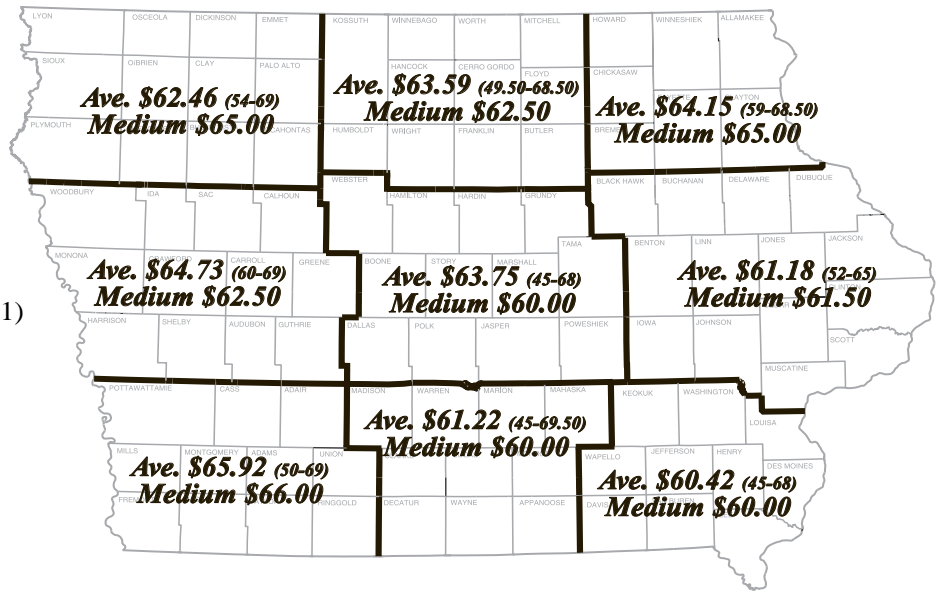 LYON OSCEOLA DICKINSON EMMET KOSSUTH WINNEBAGO WORTH MITCHELL HOWARD WINNESHIEK ALLAMAKEE
SIOUX OIBRIEN CLAY PALO ALTO HANCOCK CERRO GORDO FLOYD CHICKASAW
Ave. $62.46 (54-69)
Medium $65.00
Ave. $63.59 (49.50-68.50)
Medium $62.50
Ave. $64.15 (59-68.50)
Medium $65.00
PLYMOUTH HUMBOLDT WRIGHT FRANKLIN BUTLER
WOODBURY IDA SAC CALHOUN WEBSTER HAMILTON HARDIN GRUNDY BLACK HAWK BUCHANAN DELAWARE DUBUQUE
MONONA CRAWFORD CARROLL GREENE BOONE STORY MARSHALL TAMA BENTON LINN JONES JACKSON
Ave. $64.73 (60-69)
Medium $62.50
Ave. $63.75 (45-68)
Medium $60.00
Ave. $61.18 (52-65)
Medium $61.50
CLINTON
1)
HARRISON SHELBY AUDUBON GUTHRIE DALLAS POLK JASPER POWESHIEK IOWA JOHNSON SCOTT
MUSCATINE
POTTAWATTAMIE CASS ADAIR MADISON WARREN MARION MAHASKA KEOKUK WASHINGTON LOUISA
Ave. $61.22 (45-69.50)
Medium $60.00
MILLS MONTGOMERY ADAMS UNION WAPELLO JEFFERSON HENRY DES MOINES
Ave. $65.92 (50-69)
Medium $66.00
Ave. $60.42 (45-68)
Medium $60.00
RINGGOLD DECATUR WAYNE APPANOOSE